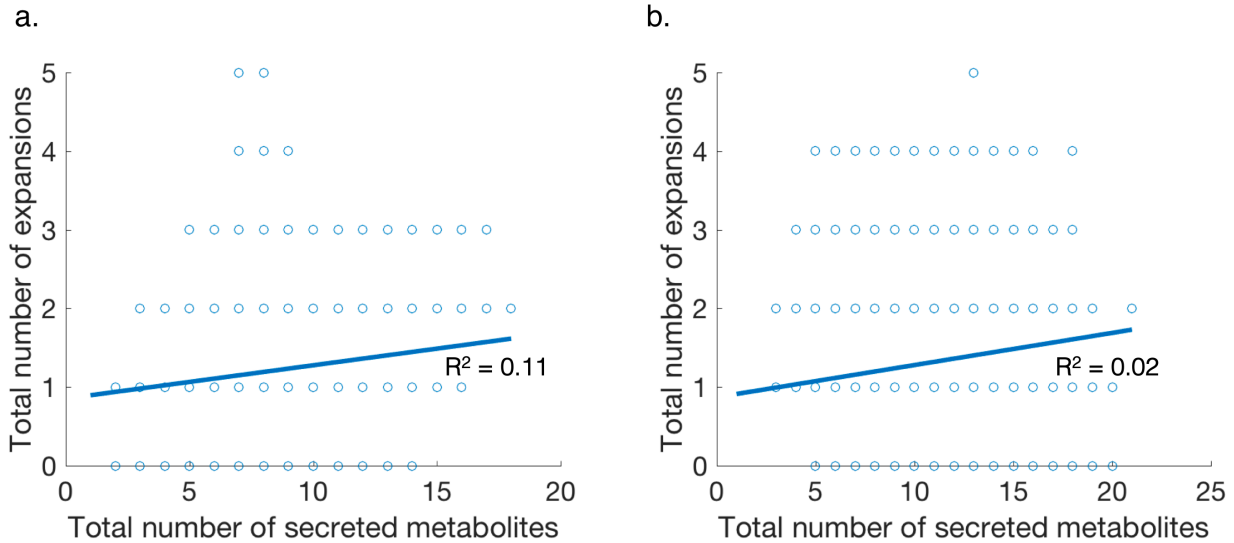 a.
Total number of expansions
5
4
3
2
1
0
R² = 0.11
0 5 10 15 20
Total number of secreted metabolites
b.
Total number of expansions
5
4
3
2
1
0
R² = 0.02
0 5 10 15 20 25
Total number of secreted metabolites